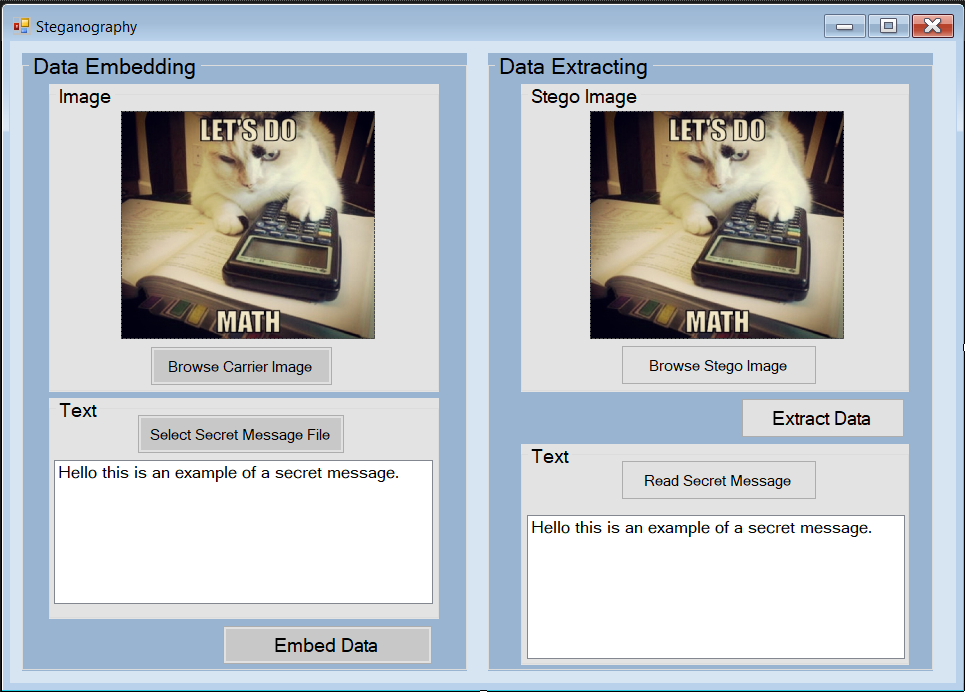 Steganography
Data Embedding
Image
LET'S DO
MATH
Browse Carrier Image
Text
Select Secret Message File
Hello this is an example of a secret message.
Embed Data
Data Extracting
Stego Image
LET'S DO
MATH
Browse Stego Image
Extract Data
Text
Read Secret Message
Hello this is an example of a secret message.